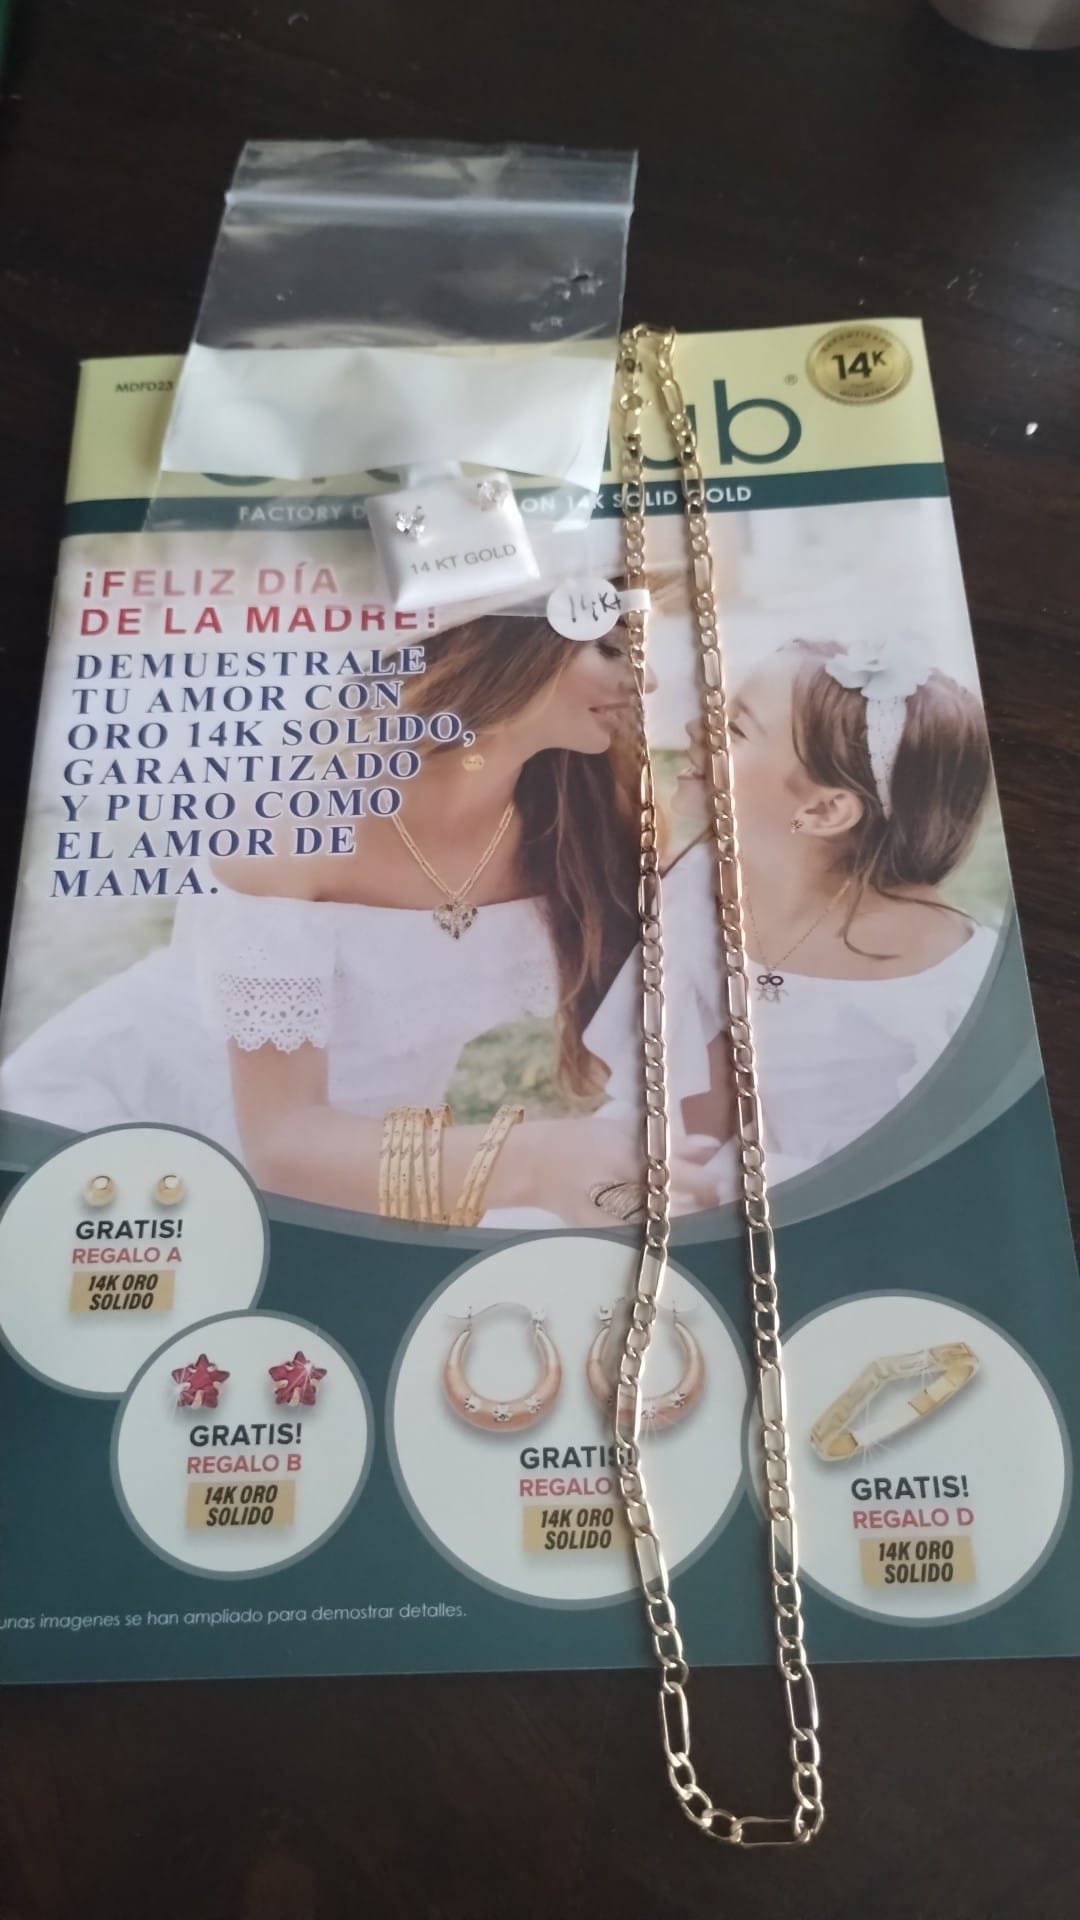 MDFD23
14K
ub®
FACTORY D ON 14K SOLID GOLD
14 KT GOLD
14Kt
¡FELIZ DÍA
DE LA MADRE!
DEMUESTRALE
TU AMOR CON
ORO 14K SOLIDO,
GARANTIZADO
Y PURO COMO
EL AMOR DE
MAMA.
GRATIS!
REGALO A
14K ORO
SOLIDO
GRATIS!
REGALO B
14K ORO
SOLIDO
GRATIS!
REGALO
14K ORO
SOLIDO
GRATIS!
REGALO D
14K ORO
SOLIDO
unas imagenes se han ampliado para demostrar detalles.